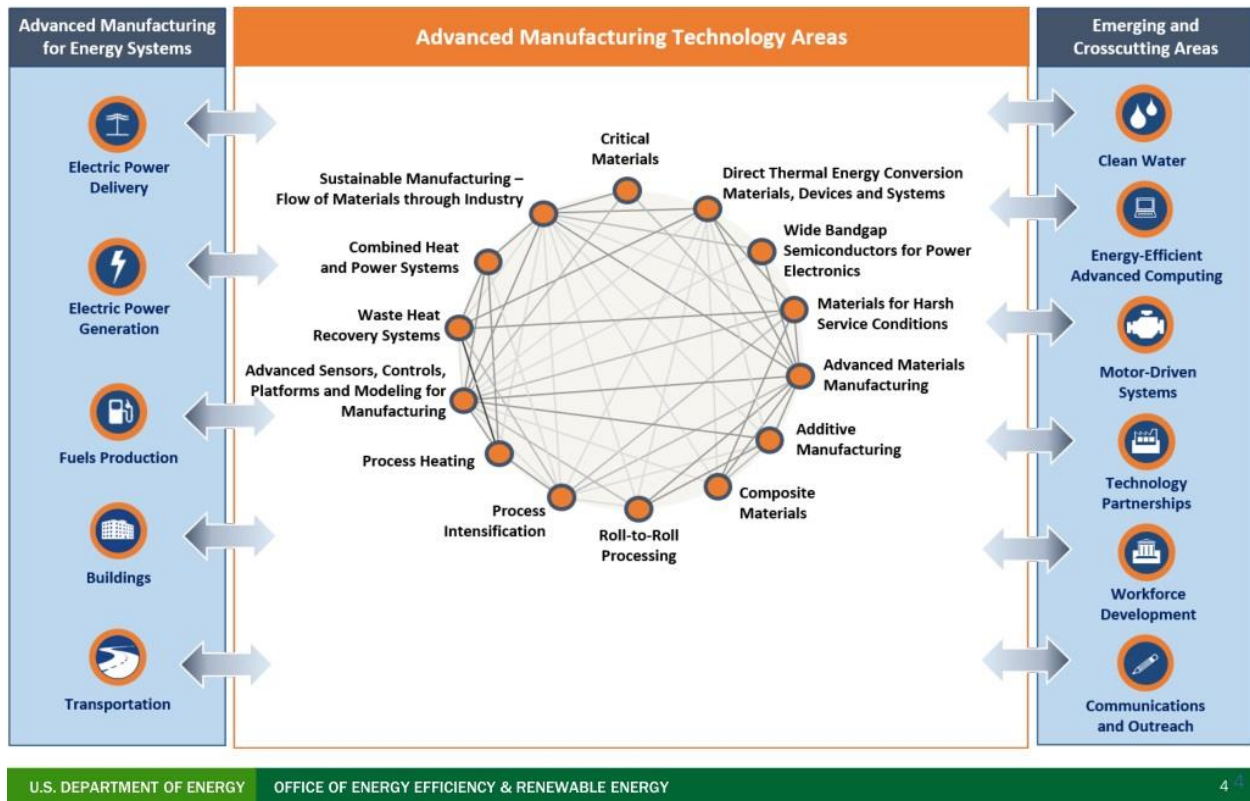 Advanced Manufacturing
for Energy Systems
Electric Power
Delivery
Electric Power
Generation
Fuels Production
Buildings
Transportation
Advanced Manufacturing Technology Areas
Critical
Materials
Direct Thermal Energy Conversion
Materials, Devices and Systems
Wide Bandgap
Semiconductors for Power
Electronics
Materials for Harsh
Service Conditions
Advanced Materials
Manufacturing
Additive
Manufacturing
Composite
Materials
Roll-to-Roll
Processing
Process
Intensification
Process Heating
Advanced Sensors, Controls,
Platforms and Modeling for
Manufacturing
Waste Heat
Recovery Systems
Combined Heat
and Power Systems
Sustainable Manufacturing –
Flow of Materials through Industry
Emerging and
Crosscutting Areas
Clean Water
Energy-Efficient
Advanced Computing
Motor-Driven
Systems
Technology
Partnerships
Workforce
Development
Communications
and Outreach
U.S. DEPARTMENT OF ENERGY OFFICE OF ENERGY EFFICIENCY & RENEWABLE ENERGY 4 4